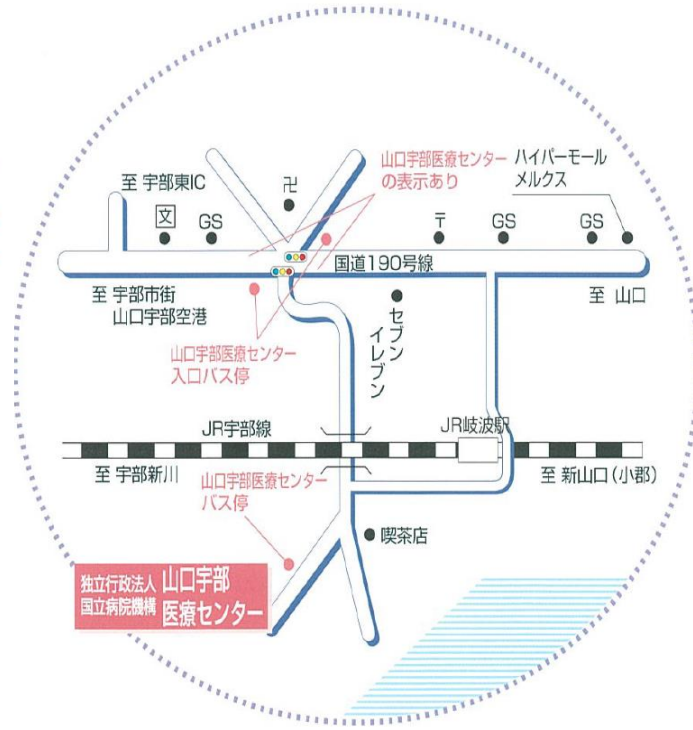 山口宇部医療センター
の表示あり
ハイパーモール
メルクス
至 宇部東IC
卍
文
GS
〒
GS
GS
国道190号線
至 宇部市街
山口宇部空港
至 山口
セブン
イレブン
山口宇部医療センター
入口バス停
JR宇部線
JR岐波駅
至 宇部新川
至 新山口(小郡)
山口宇部医療センター
バス停
喫茶店
独立行政法人
国立病院機構
山口宇部
医療センター